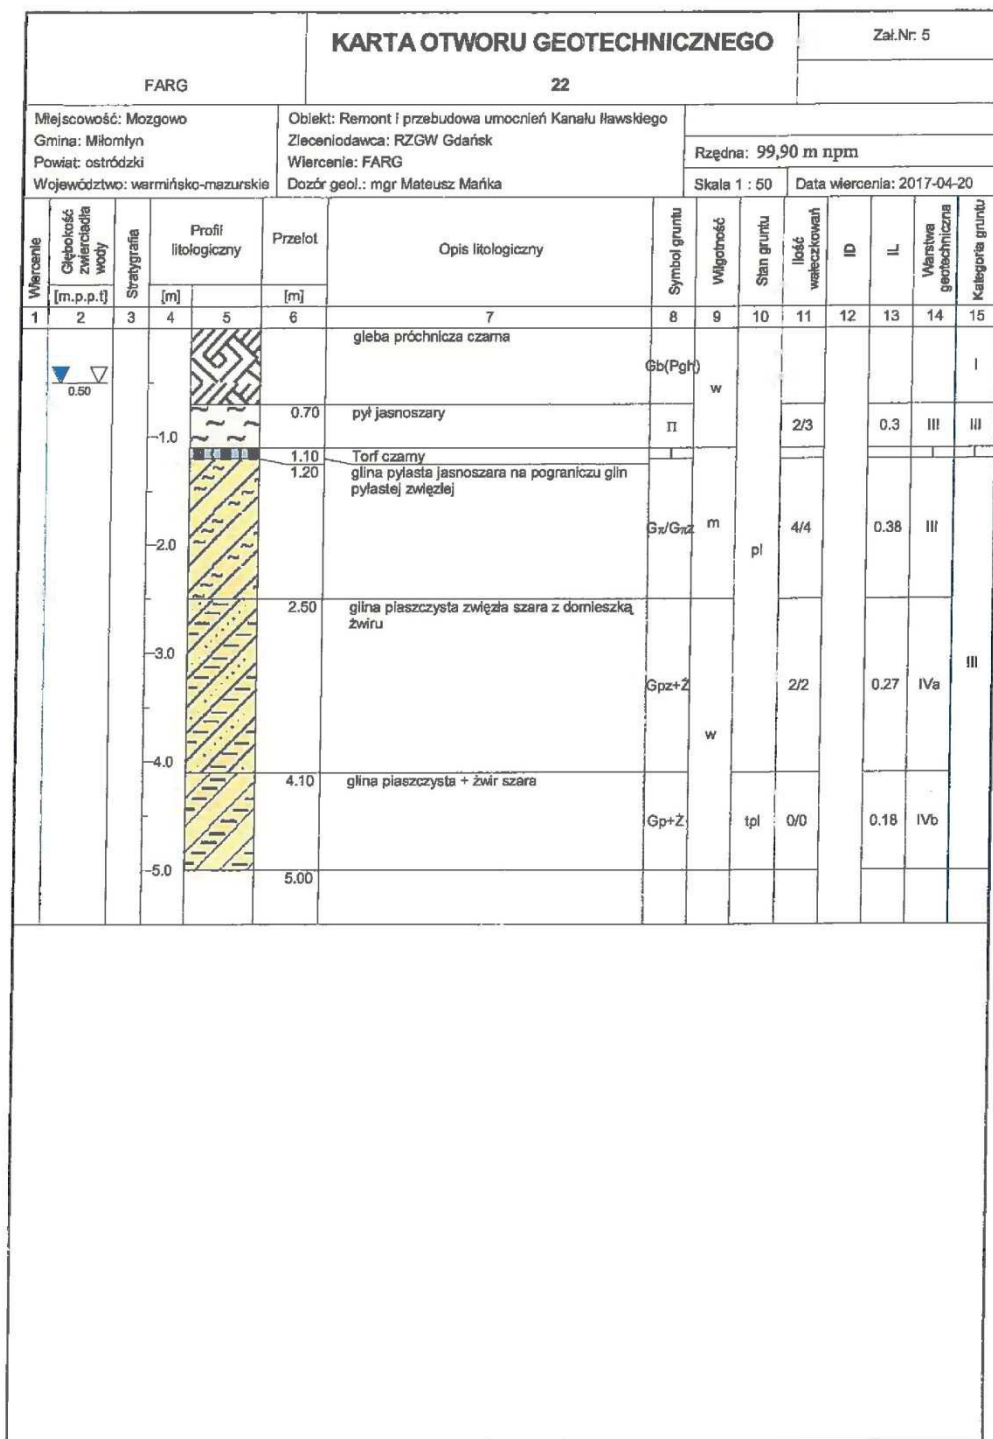 KARTA OTWORU GEOTECHNICZNEGO
Zał.Nr: 5
FARG
22
Miejscowość: Mozgowo
Gmina: Miłomłyn
Powiat: ostródzki
Województwo: warmińsko-mazurskie
Obiekt: Remont i przebudowa umocnień Kanału Iławskiego
Zleceniodawca: RZGW Gdańsk
Wiercenie: FARG
Dozór geol.: mgr Mateusz Mańka
Rzędna: 99,90 m npm
Skala 1 : 50
Data wiercenia: 2017-04-20
Wiercenie
Głębokość zwierciadła wody
[m.p.p.t]
Stratygrafia
Profil litologiczny
[m]
Przelot
[m]
Opis litologiczny
Symbol gruntu
Wilgotność
Stan gruntu
Ilość wałeczkowań
ID
IL
Warstwa geotechniczna
Kategoria gruntu
1 2 3 4 5 6 7 8 9 10 11 12 13 14 15
gleba próchnicza czarna
Gb(Pgh)
w
I
0.50
0.70 pył jasnoszary
Π
2/3 0.3 III III
-1.0
1.10 Torf czarny
1.20 glina pylasta jasnoszara na pograniczu glin
pylastej zwięzłej
Gπ/Gπz m 4/4 0.38 III
pl
-2.0
2.50 glina piaszczysta zwięzła szara z domieszką
żwiru
-3.0
III
Gpz+Ż 2/2 0.27 IVa
w
-4.0
4.10 glina piaszczysta + żwir szara
Gp+Ż tpl 0/0 0.18 IVb
-5.0
5.00